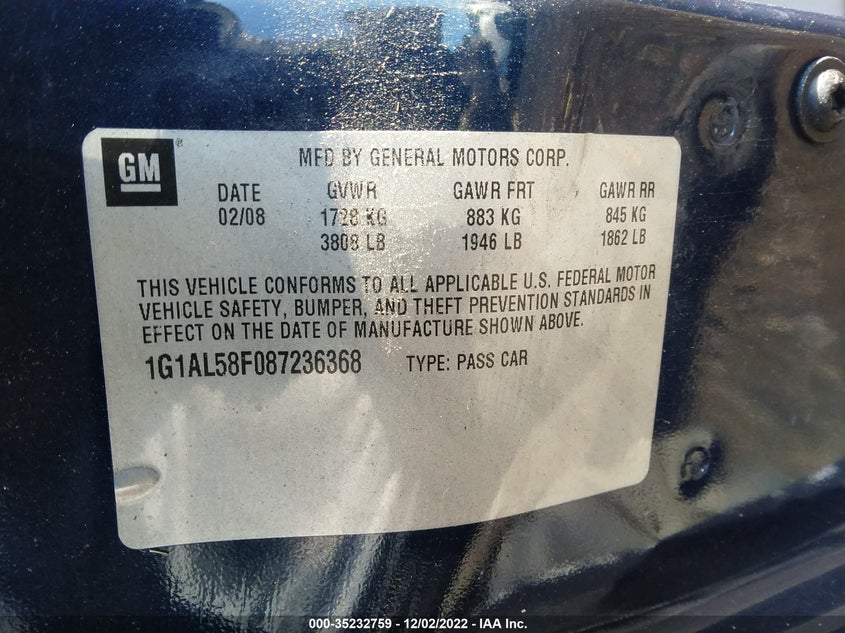 GM
MFD BY GENERAL MOTORS CORP.
DATE GVWR GAWR FRT GAWR RR
02/08 1728 KG 883 KG 845 KG
3808 LB 1946 LB 1862 LB
THIS VEHICLE CONFORMS TO ALL APPLICABLE U.S. FEDERAL MOTOR
VEHICLE SAFETY, BUMPER, AND THEFT PREVENTION STANDARDS IN
EFFECT ON THE DATE OF MANUFACTURE SHOWN ABOVE.
1G1AL58F087236368 TYPE: PASS CAR
000-35232759 - 12/02/2022 - IAA Inc.